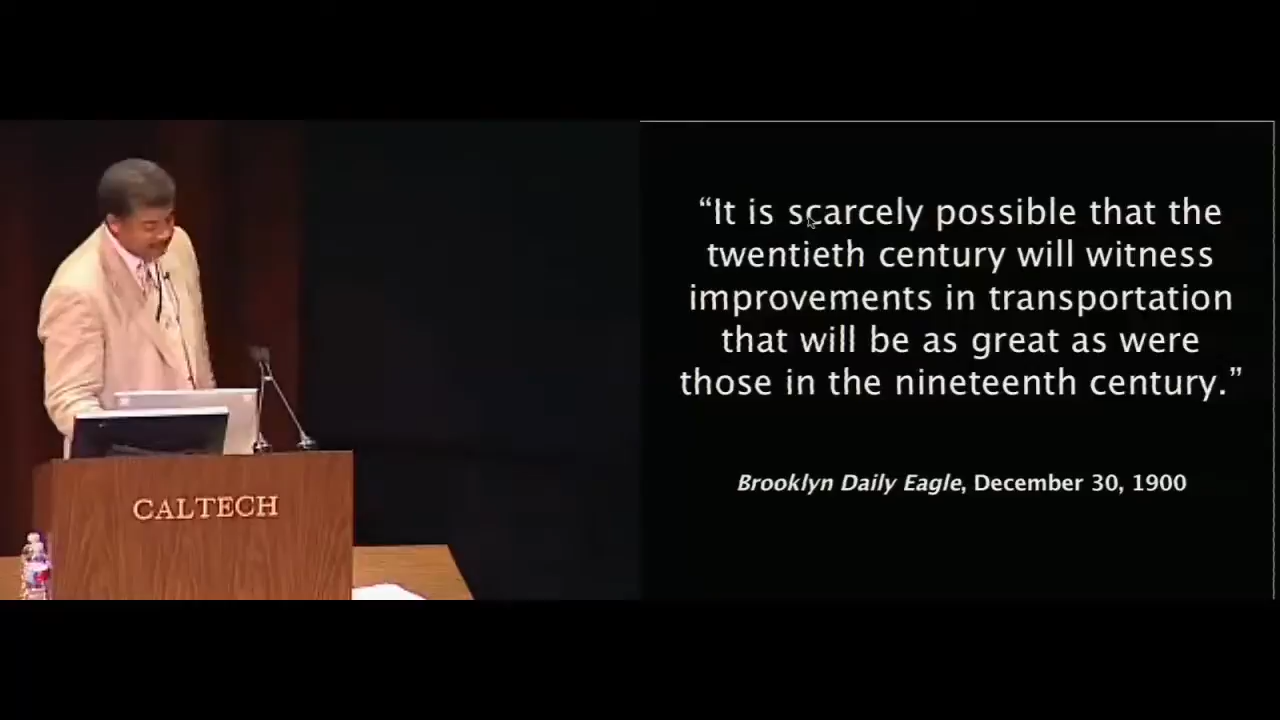 “It is scarcely possible that the
twentieth century will witness
improvements in transportation
that will be as great as were
those in the nineteenth century.”
Brooklyn Daily Eagle, December 30, 1900
CALTECH